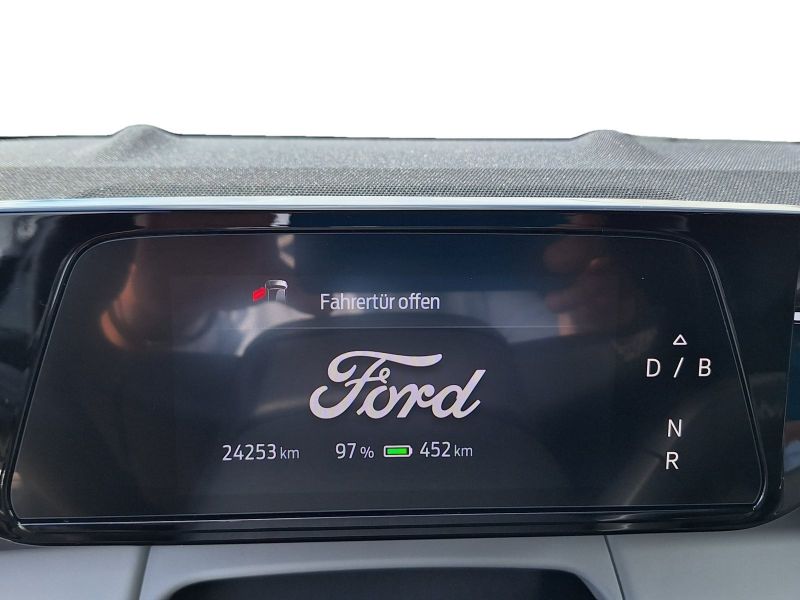 Fahrertür offen
Ford
24253 km 97 % 452 km
D / B
N
R